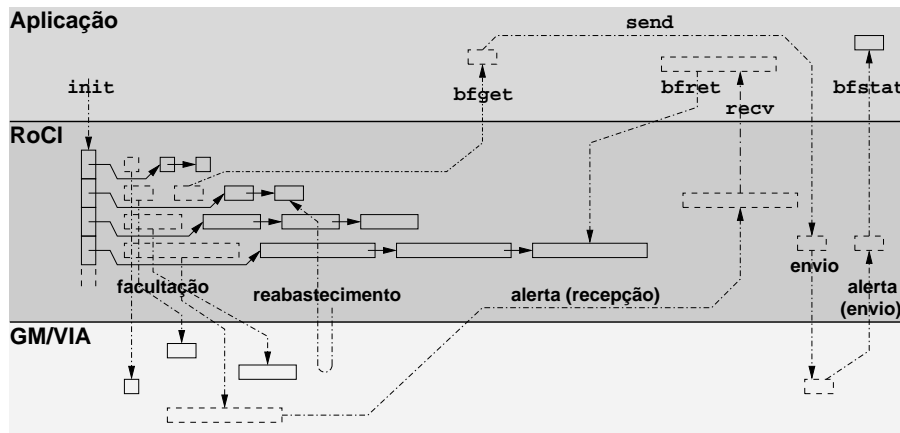 Aplicação
send
init
bfget
bfret
bfstat
recv
RoCI
envio
facultação
reabastecimento
alerta (recepção)
alerta
(envio)
GM/VIA